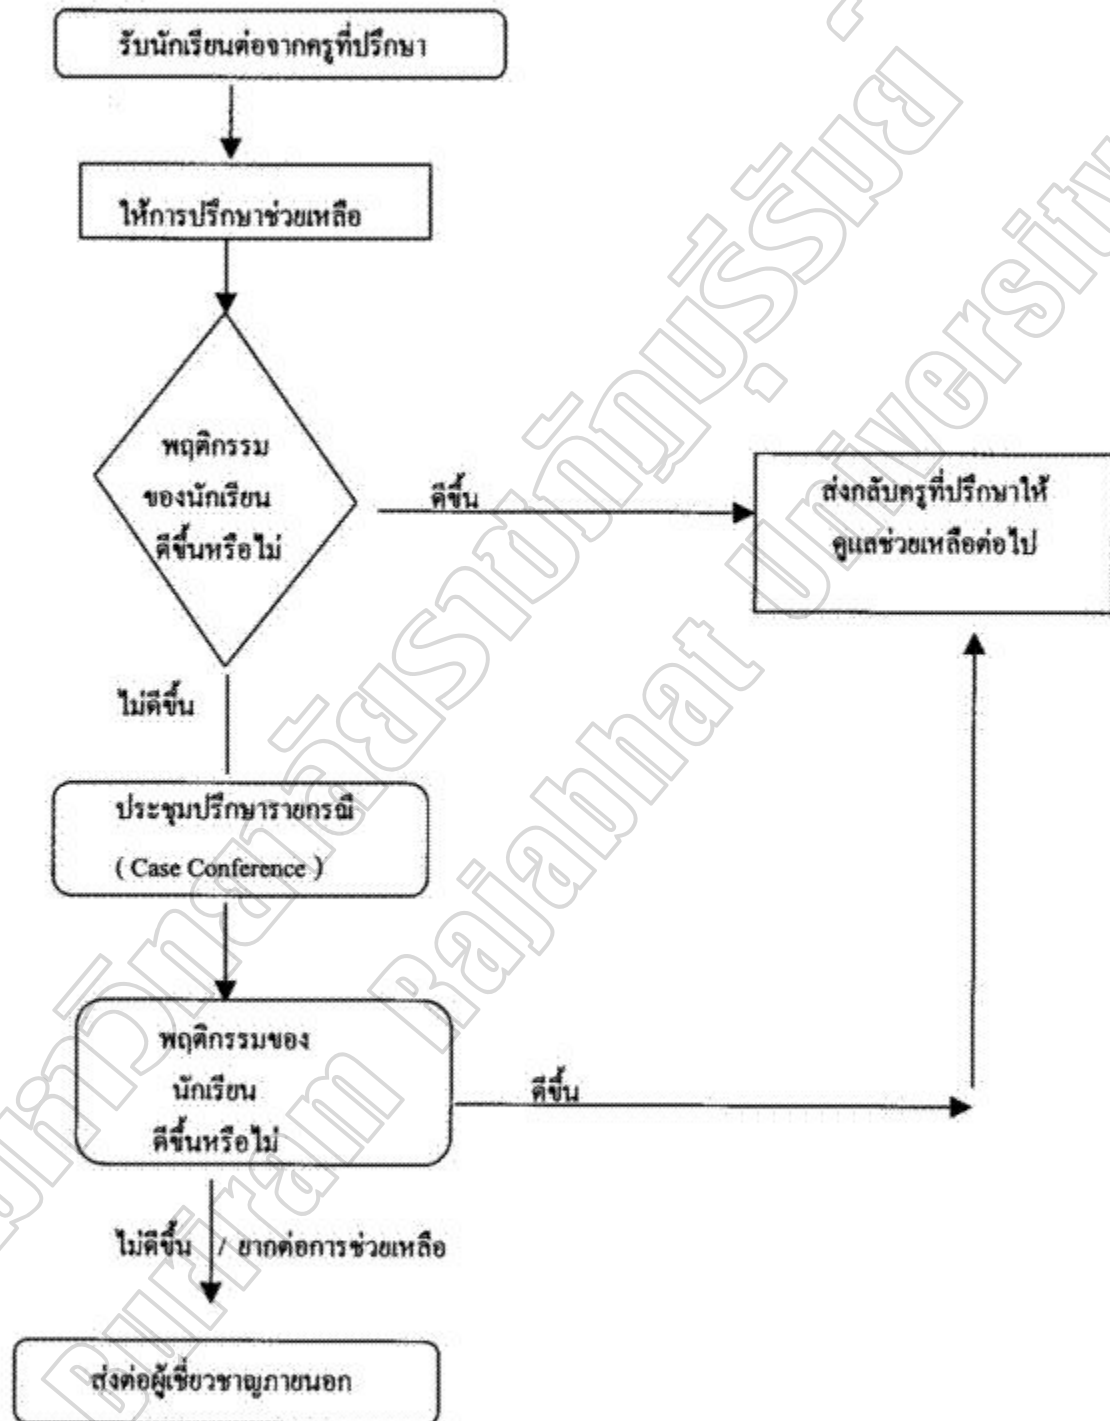 รับนักเรียนต่อจากครูที่ปรึกษา
ให้การปรึกษาช่วยเหลือ
พฤติกรรม
ของนักเรียน
ดีขึ้นหรือไม่
ดีขึ้น
ส่งกลับครูที่ปรึกษาให้
ดูแลช่วยเหลือต่อไป
ไม่ดีขึ้น
ประชุมปรึกษารายกรณี
( Case Conference )
พฤติกรรมของ
นักเรียน
ดีขึ้นหรือไม่
ดีขึ้น
ไม่ดีขึ้น / ยากต่อการช่วยเหลือ
ส่งต่อผู้เชี่ยวชาญภายนอก
Buriram Rajabhat University